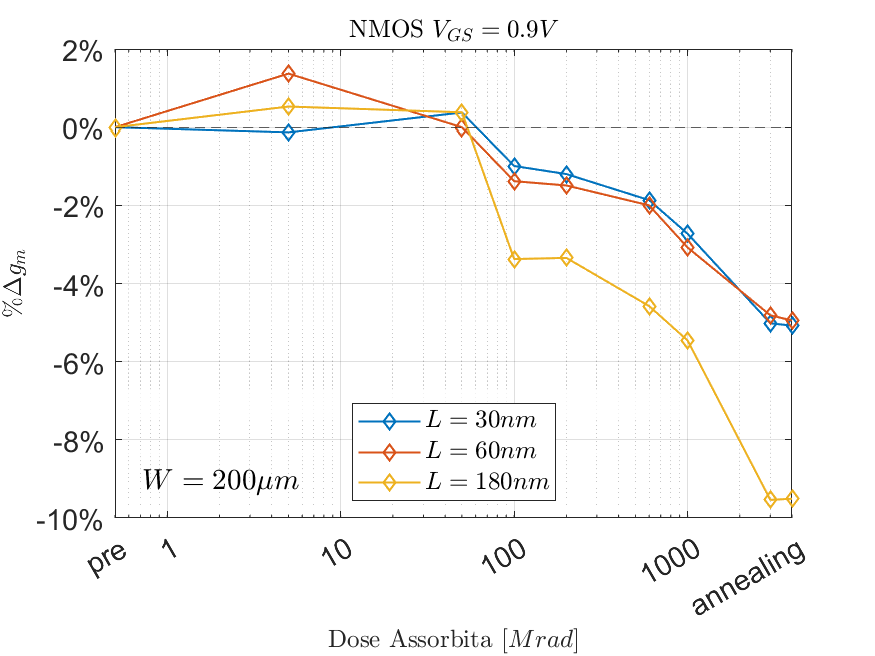 NMOS $V_{GS} = 0.9V$
2%
0%
-2%
-4%
-6%
-8%
-10%
%Δg_m
L = 30nm
L = 60nm
L = 180nm
W = 200μm
pre 1 10 100 1000 annealing
Dose Assorbita [Mrad]